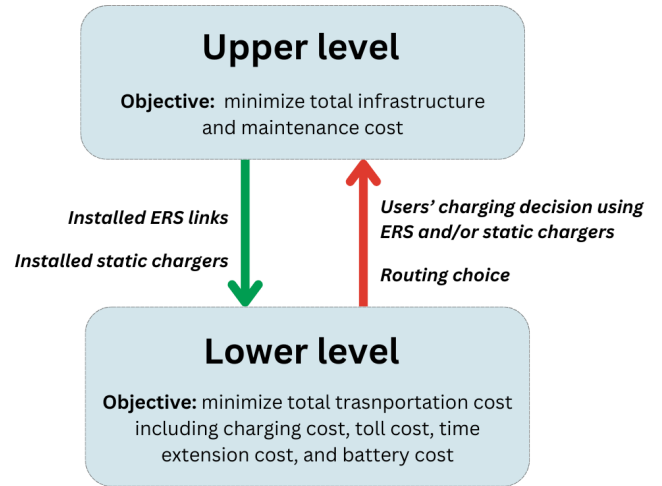 Upper level
Objective: minimize total infrastructure
and maintenance cost
Installed ERS links
Installed static chargers
Users' charging decision using
ERS and/or static chargers
Routing choice
Lower level
Objective: minimize total trasnportation cost
including charging cost, toll cost, time
extension cost, and battery cost